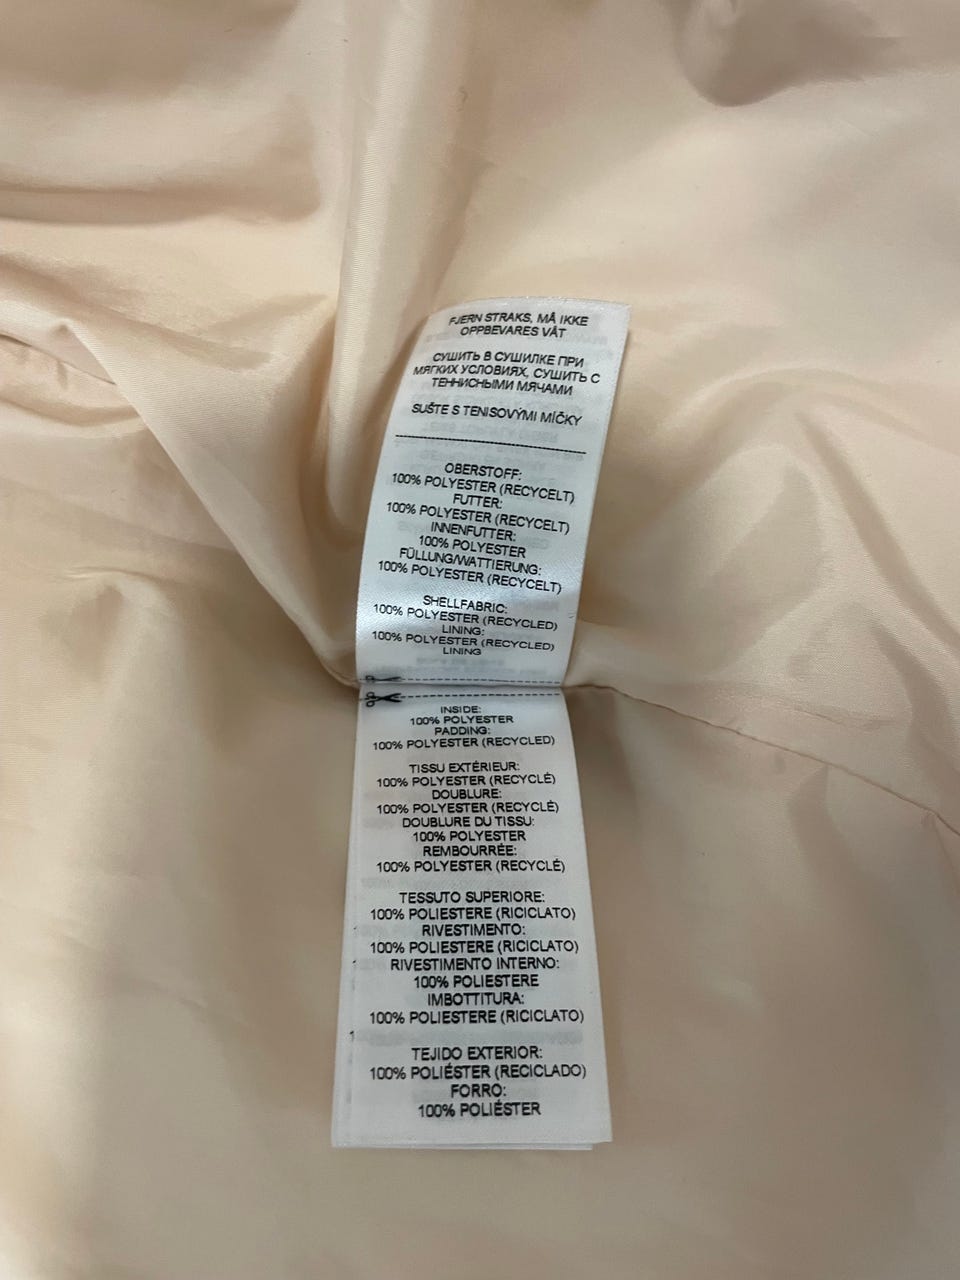 FJERN STRAKS, MÅ IKKE
OPPBEVARES VÅT
СУШИТЬ В СУШИЛКЕ ПРИ
МЯГКИХ УСЛОВИЯХ, СУШИТЬ С
ТЕННИСНЫМИ МЯЧАМИ
SUŠTE S TENISOVÝMI MÍČKY
OBERSTOFF:
100% POLYESTER (RECYCELT)
FUTTER:
100% POLYESTER (RECYCELT)
INNENFUTTER:
100% POLYESTER
FÜLLUNG/WATTIERUNG:
100% POLYESTER (RECYCELT)
SHELLFABRIC:
100% POLYESTER (RECYCLED)
LINING:
100% POLYESTER (RECYCLED)
LINING
INSIDE:
100% POLYESTER
PADDING:
100% POLYESTER (RECYCLED)
TISSU EXTÉRIEUR:
100% POLYESTER (RECYCLÉ)
DOUBLURE:
100% POLYESTER (RECYCLÉ)
DOUBLURE DU TISSU:
100% POLYESTER
REMBOURRÉE:
100% POLYESTER (RECYCLÉ)
TESSUTO SUPERIORE:
100% POLIESTERE (RICICLATO)
RIVESTIMENTO:
100% POLIESTERE (RICICLATO)
RIVESTIMENTO INTERNO:
100% POLIESTERE
IMBOTTITURA:
100% POLIESTERE (RICICLATO)
TEJIDO EXTERIOR:
100% POLIÉSTER (RECICLADO)
FORRO:
100% POLIÉSTER